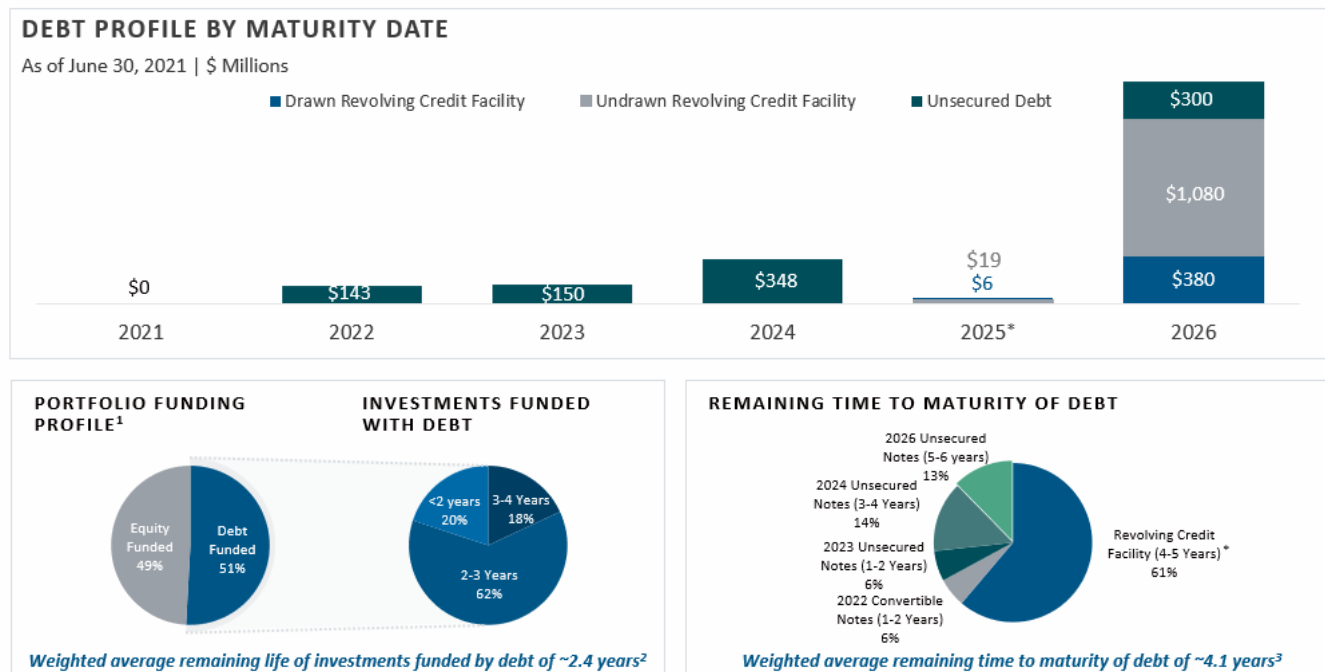 DEBT PROFILE BY MATURITY DATE
As of June 30, 2021 | $ Millions
Drawn Revolving Credit Facility
Undrawn Revolving Credit Facility
Unsecured Debt
$300
$1,080
$380
$19
$6
$348
$150
$143
$0
2021
2022
2023
2024
2025*
2026
PORTFOLIO FUNDING
PROFILE¹
Equity
Funded
49%
Debt
Funded
51%
INVESTMENTS FUNDED
WITH DEBT
<2 years
20%
3-4 Years
18%
2-3 Years
62%
Weighted average remaining life of investments funded by debt of ~2.4 years²
REMAINING TIME TO MATURITY OF DEBT
2026 Unsecured
Notes (5-6 years)
13%
2024 Unsecured
Notes (3-4 Years)
14%
2023 Unsecured
Notes (1-2 Years)
6%
2022 Convertible
Notes (1-2 Years)
6%
Revolving Credit
Facility (4-5 Years)*
61%
Weighted average remaining time to maturity of debt of ~4.1 years³